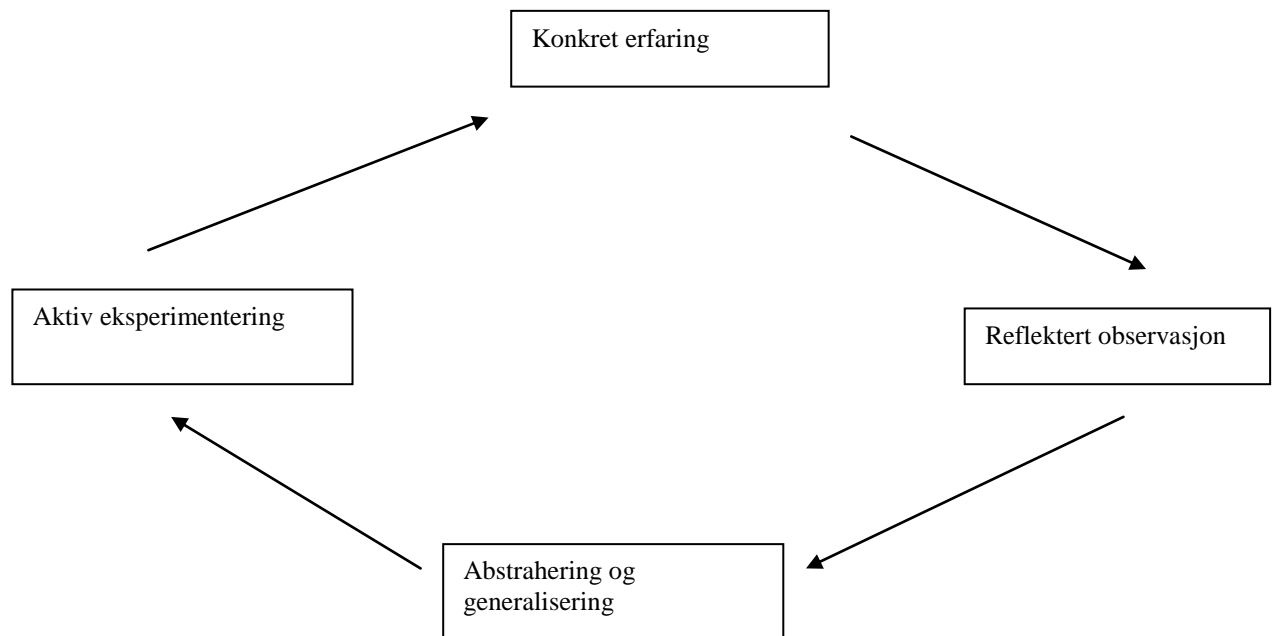 Konkret erfaring
Aktiv eksperimentering
Reflektert observasjon
Abstrahering og
generalisering